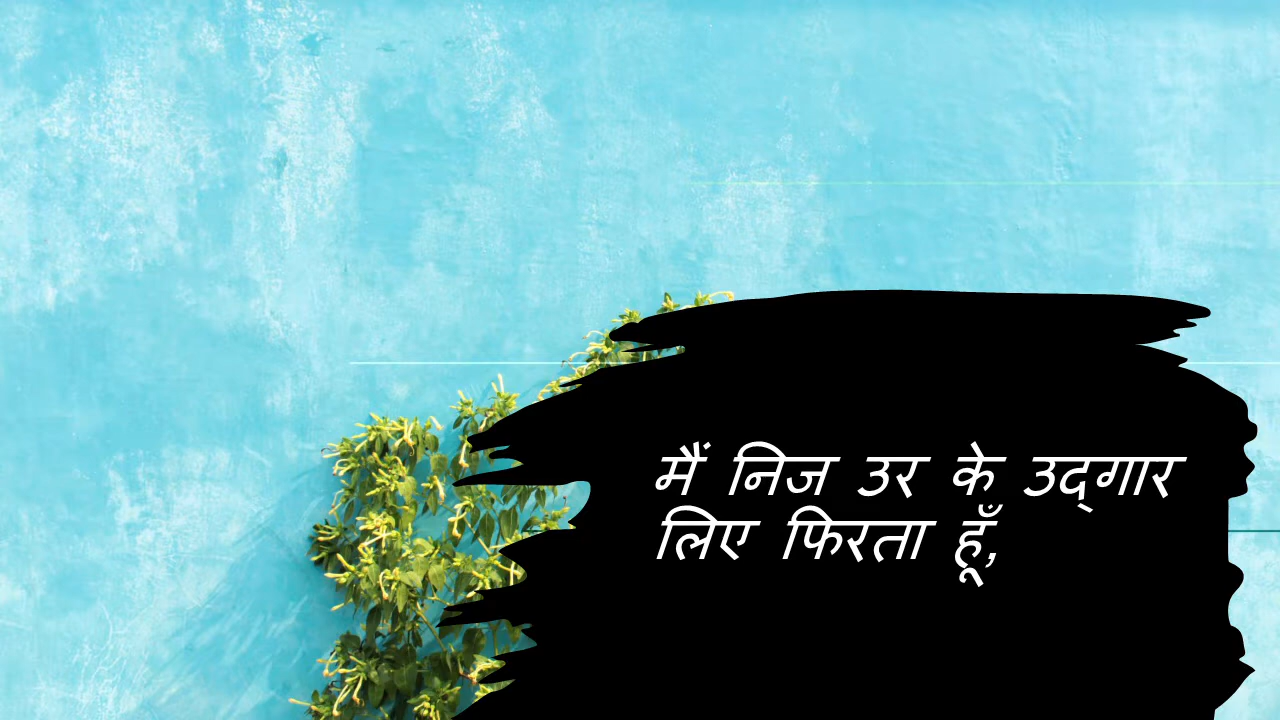 मैं निज उर के उद्‌गार
लिए फिरता हूँ,